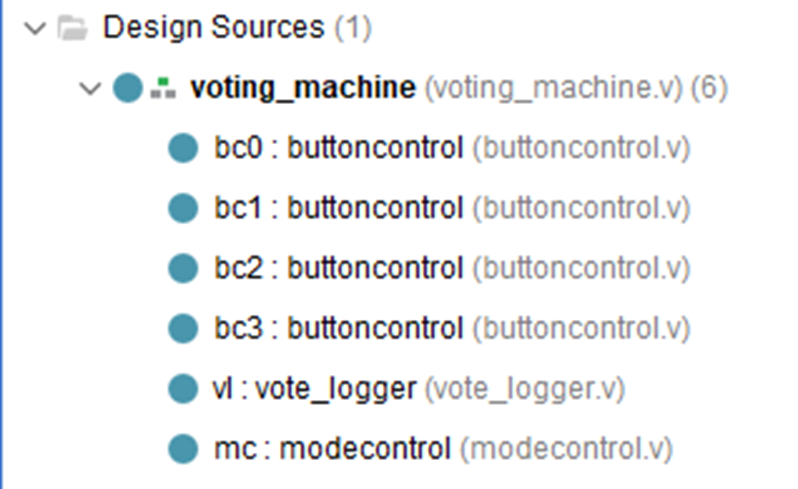 Design Sources (1)
voting_machine (voting_machine.v) (6)
bc0 : buttoncontrol (buttoncontrol.v)
bc1 : buttoncontrol (buttoncontrol.v)
bc2 : buttoncontrol (buttoncontrol.v)
bc3 : buttoncontrol (buttoncontrol.v)
vl : vote_logger (vote_logger.v)
mc : modecontrol (modecontrol.v)